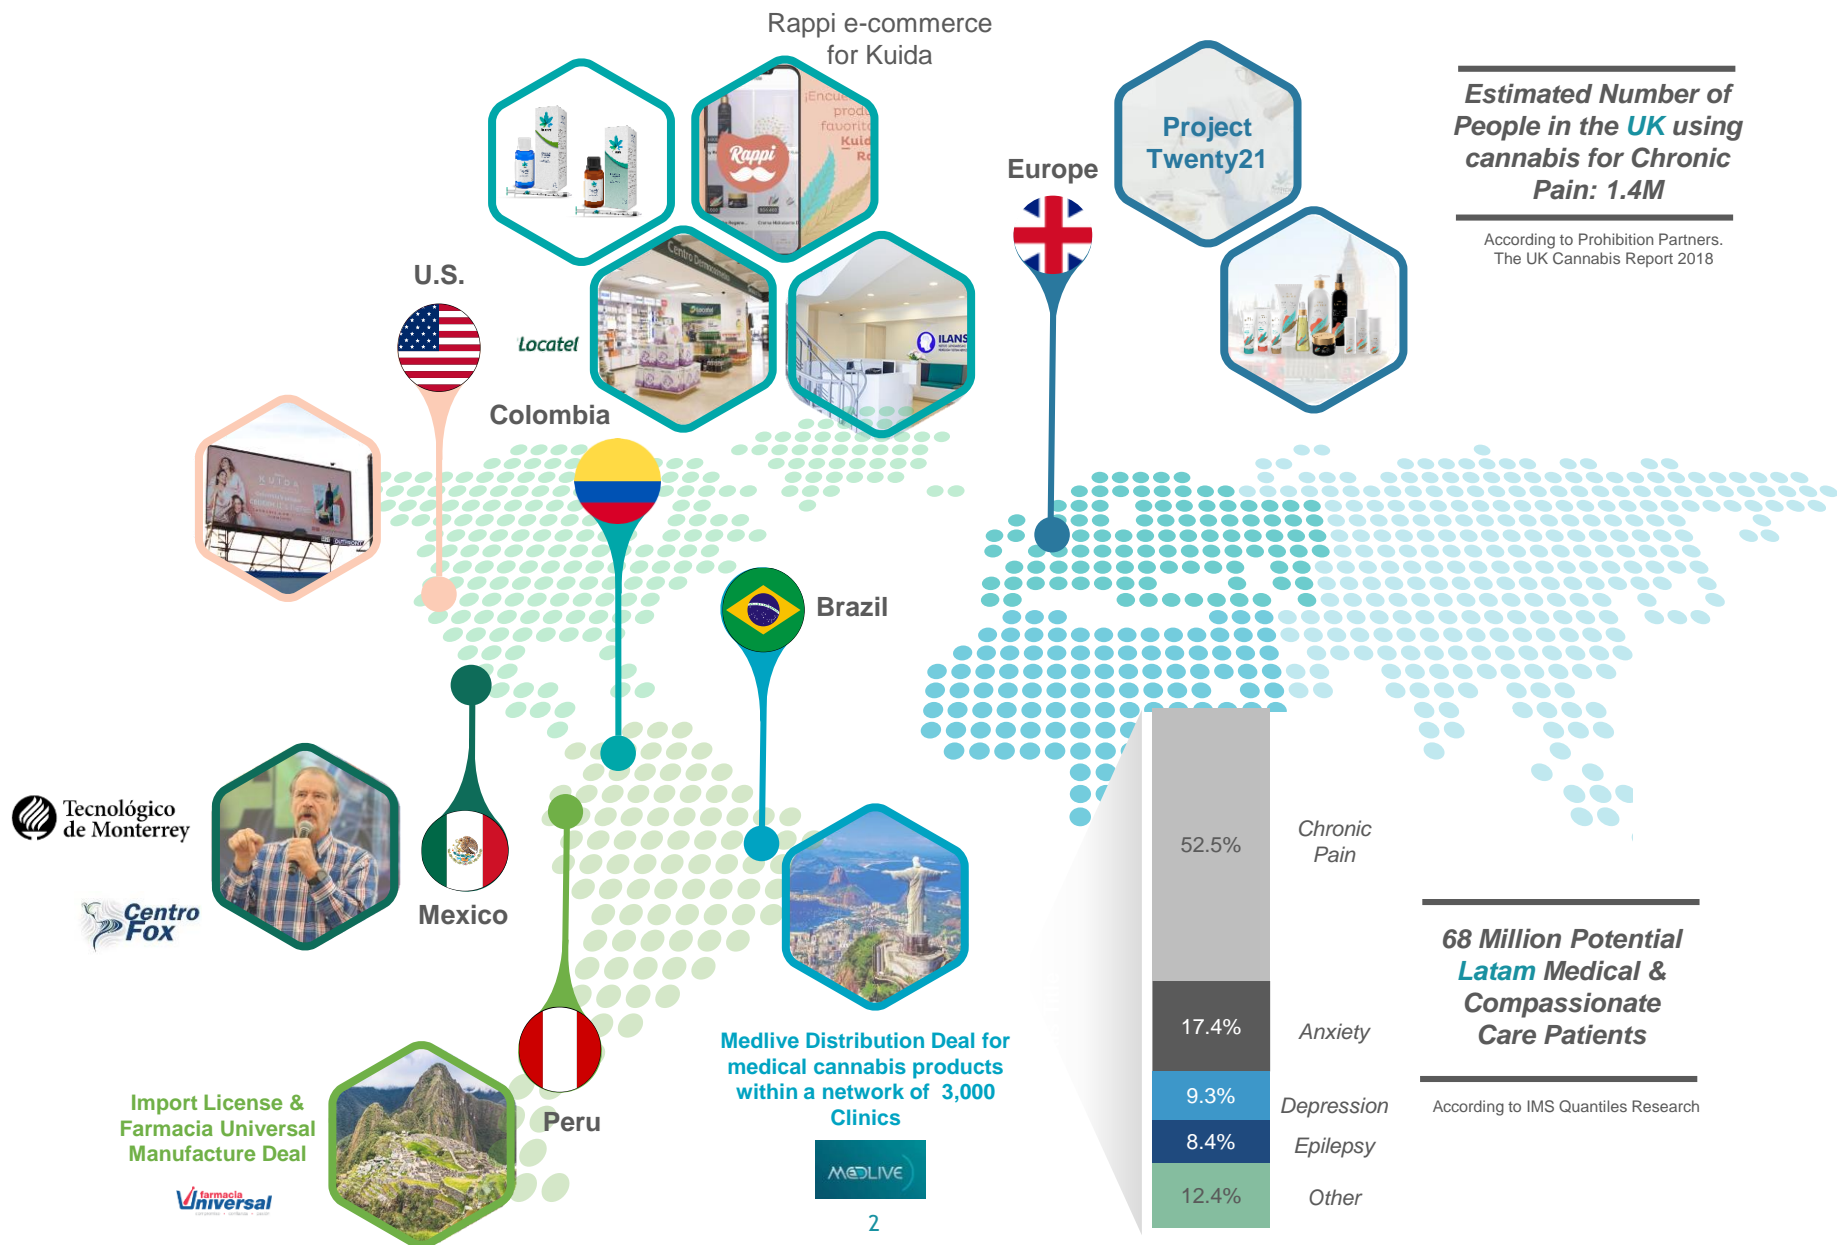 Rappi e-commerce
for Kuida
Rappi
Project
Twenty21
Europe
Estimated Number of
People in the UK using
cannabis for Chronic
Pain: 1.4M
According to Prohibition Partners.
The UK Cannabis Report 2018
U.S.
Locatel
ILANS
Colombia
KUIDA
Brazil
Tecnológico
de Monterrey
Centro
Fox
Mexico
52.5%
Chronic
Pain
17.4%
Anxiety
9.3%
Depression
8.4%
Epilepsy
12.4%
Other
68 Million Potential
Latam Medical &
Compassionate
Care Patients
According to IMS Quantiles Research
Medlive Distribution Deal for
medical cannabis products
within a network of 3,000
Clinics
MEDLIVE
Peru
Import License &
Farmacia Universal
Manufacture Deal
farmacia
Universal
2